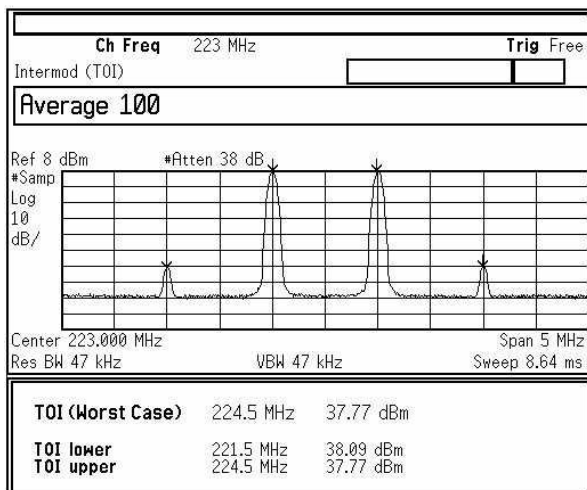 Ch Freq 223 MHz Trig Free
Intermod (TOI)
Average 100
Ref 8 dBm #Atten 38 dB
#Samp
Log
10
dB/
Center 223.000 MHz Span 5 MHz
Res BW 47 kHz VBW 47 kHz Sweep 8.64 ms
TOI (Worst Case) 224.5 MHz 37.77 dBm
TOI lower 221.5 MHz 38.09 dBm
TOI upper 224.5 MHz 37.77 dBm